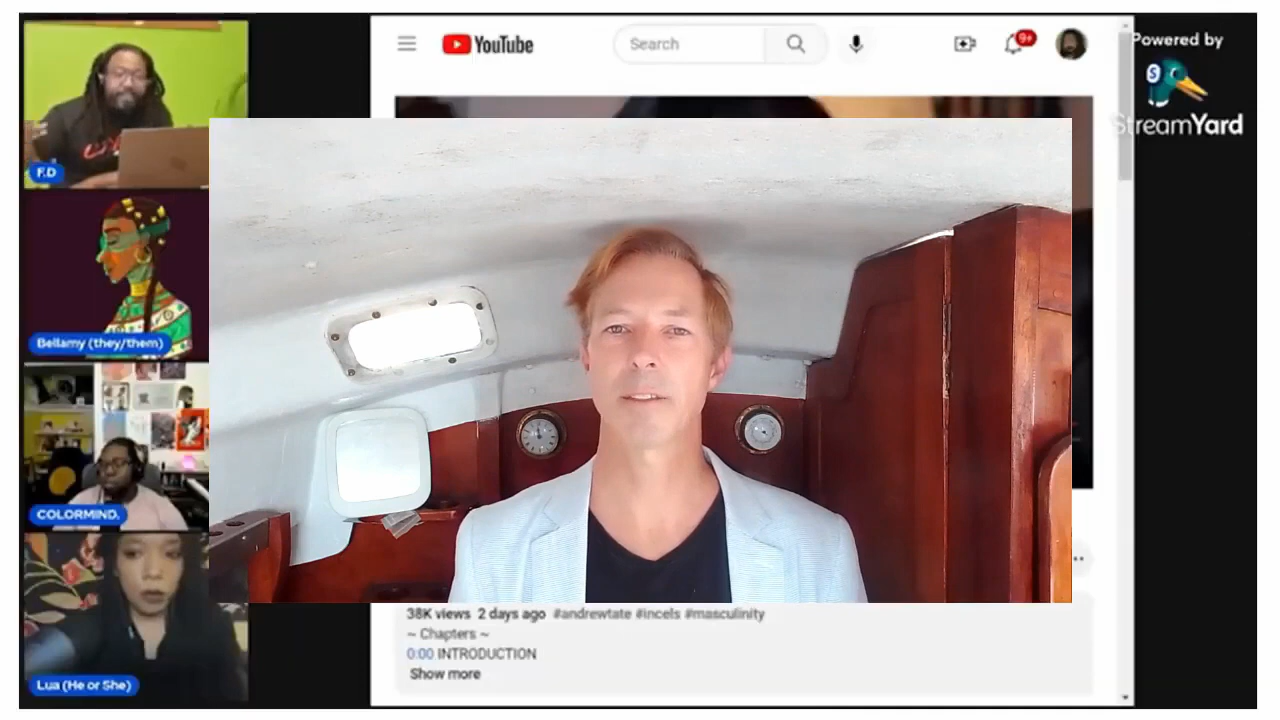 YouTube
Search
9+
Powered by
StreamYard
F.D
Bellamy (they/them)
COLORMIND.
Lua (He or She)
38K views 2 days ago #andrewtate #incels #masculinity
~ Chapters ~
0:00 INTRODUCTION
Show more